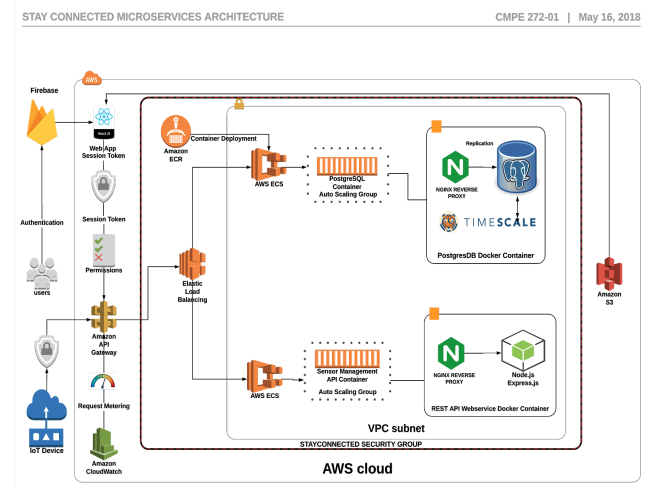 STAY CONNECTED MICROSERVICES ARCHITECTURE
CMPE 272-01 | May 16, 2018
AWS
Firebase
React JS
Web App
Session Token
Container Deployment
Amazon
ECR
AWS ECS
PostgreSQL
Container
Auto Scaling Group
Replication
NGINX REVERSE
PROXY
TIMESCALE
PostgresDB Docker Container
Authentication
Session Token
Permissions
users
Elastic
Load
Balancing
Amazon
S3
Amazon
API
Gateway
AWS ECS
Sensor Management
API Container
Auto Scaling Group
NGINX REVERSE
PROXY
Node.js
Express.js
REST API Webservice Docker Container
Request Metering
IoT Device
Amazon
CloudWatch
VPC subnet
STAYCONNECTED SECURITY GROUP
AWS cloud